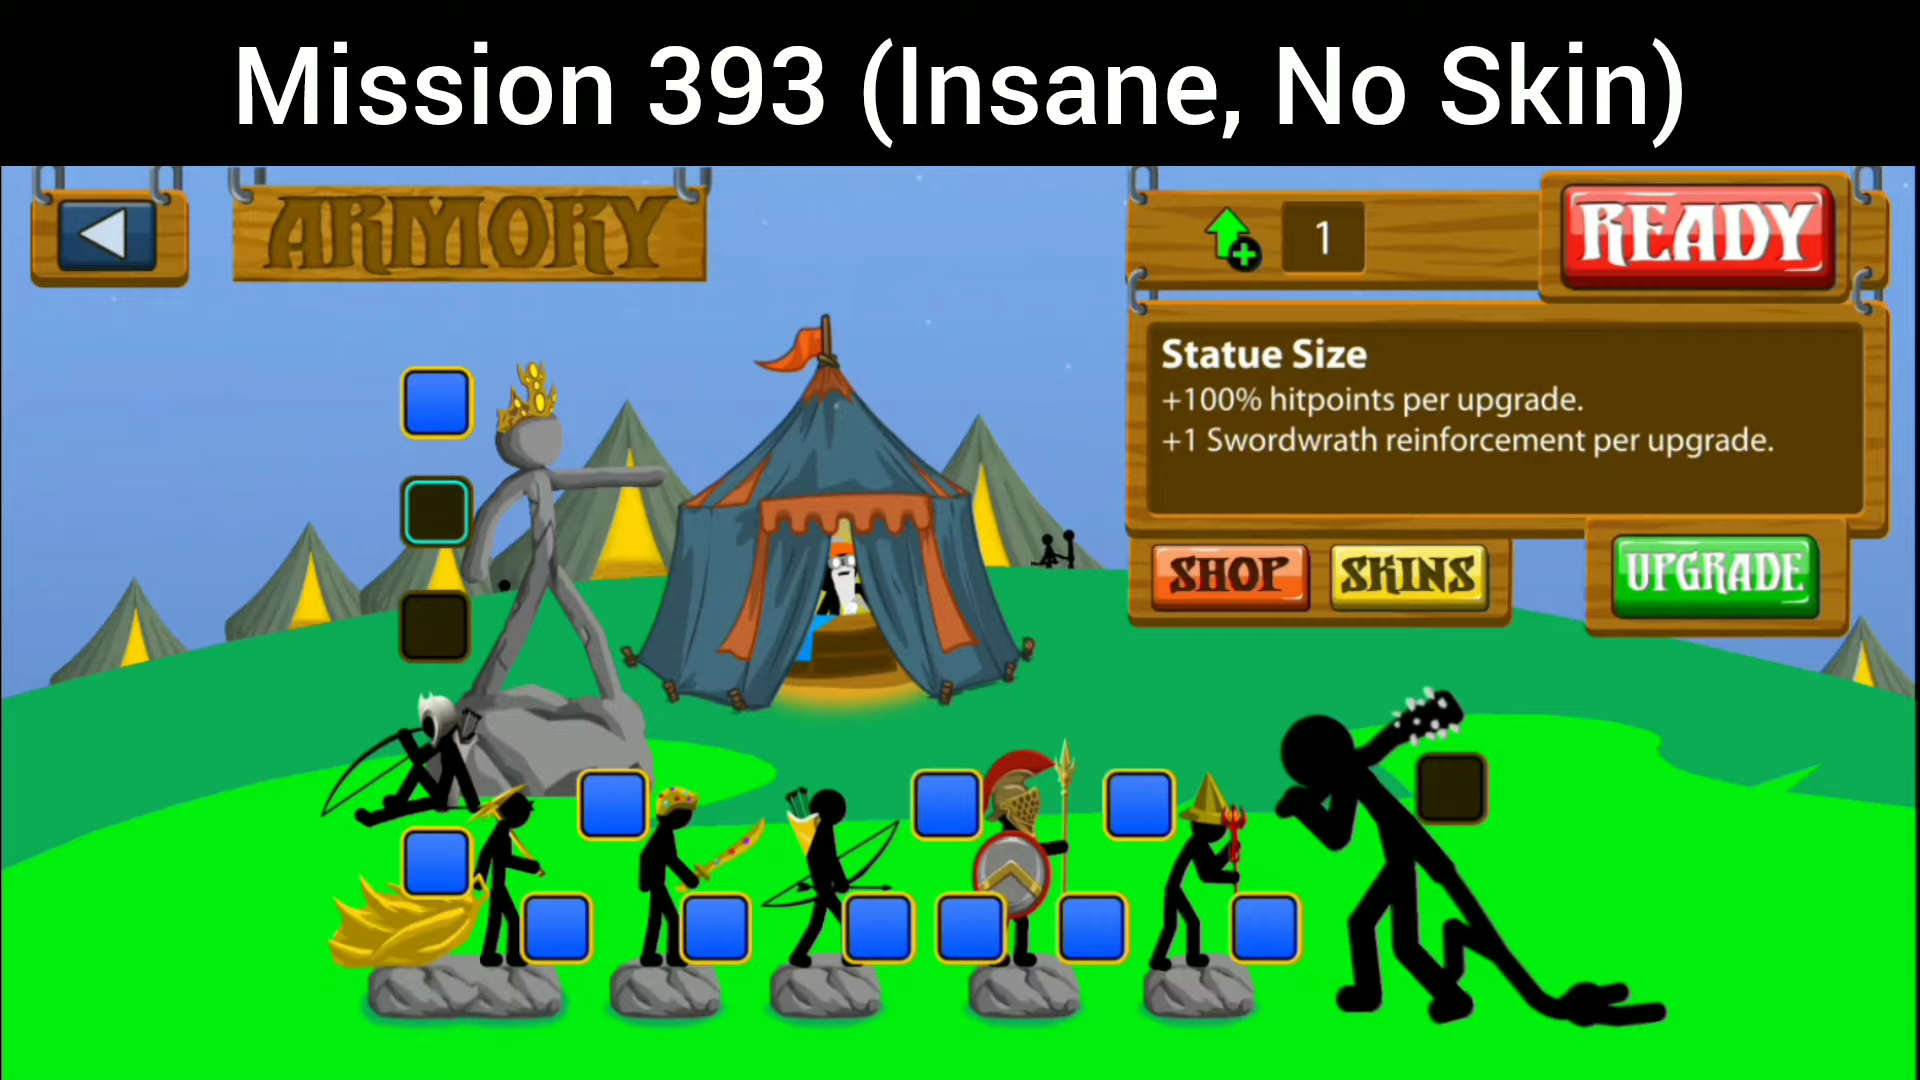 Mission 393 (Insane, No Skin)
ARMORY
1
READY
Statue Size
+100% hitpoints per upgrade.
+1 Swordwrath reinforcement per upgrade.
SHOP
SKINS
UPGRADE